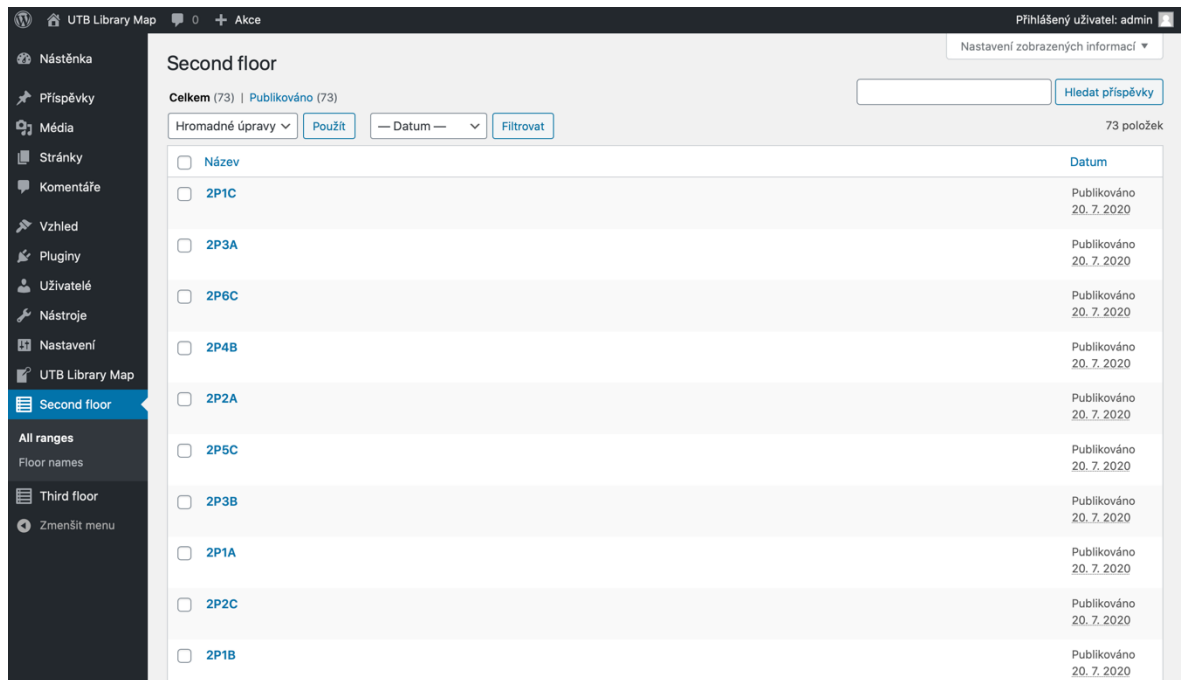 UTB Library Map 0 + Akce Přihlášený uživatel: admin
Nástěnka
Příspěvky
Média
Stránky
Komentáře
Vzhled
Pluginy
Uživatelé
Nástroje
Nastavení
UTB Library Map
Second floor
All ranges
Floor names
Third floor
Zmenšit menu
Nastavení zobrazených informací ▼
Second floor
Celkem (73) | Publikováno (73)
Hledat příspěvky
Hromadné úpravy Použít — Datum — Filtrovat 73 položek
Název Datum
2P1C Publikováno
20. 7. 2020
2P3A Publikováno
20. 7. 2020
2P6C Publikováno
20. 7. 2020
2P4B Publikováno
20. 7. 2020
2P2A Publikováno
20. 7. 2020
2P5C Publikováno
20. 7. 2020
2P3B Publikováno
20. 7. 2020
2P1A Publikováno
20. 7. 2020
2P2C Publikováno
20. 7. 2020
2P1B Publikováno
20. 7. 2020